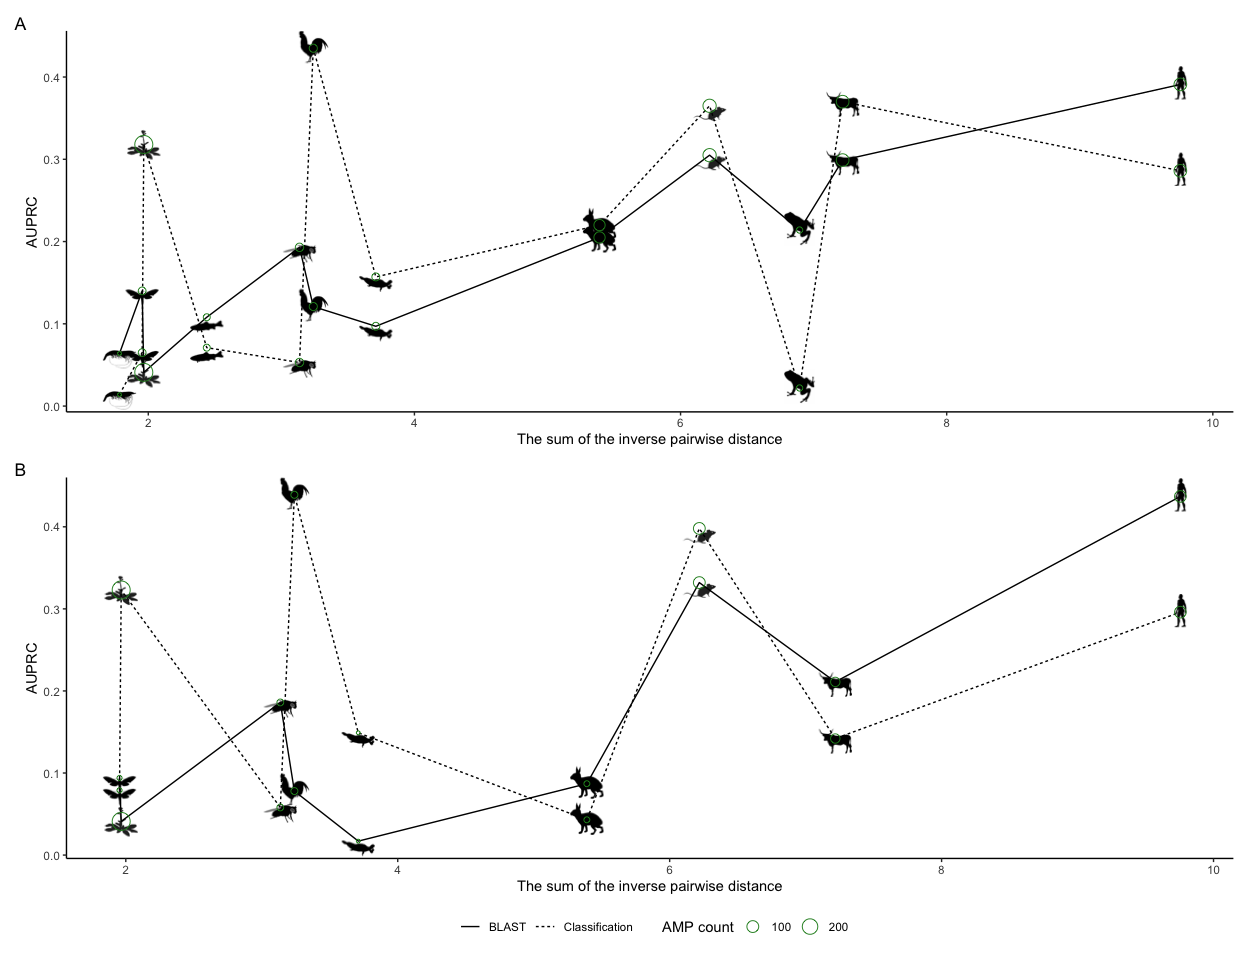 A
0.4
0.3
0.2
0.1
0.0
AUPRC
2 4 6 8 10
The sum of the inverse pairwise distance
B
0.4
0.3
0.2
0.1
0.0
AUPRC
2 4 6 8 10
The sum of the inverse pairwise distance
BLAST Classification AMP count 100 200